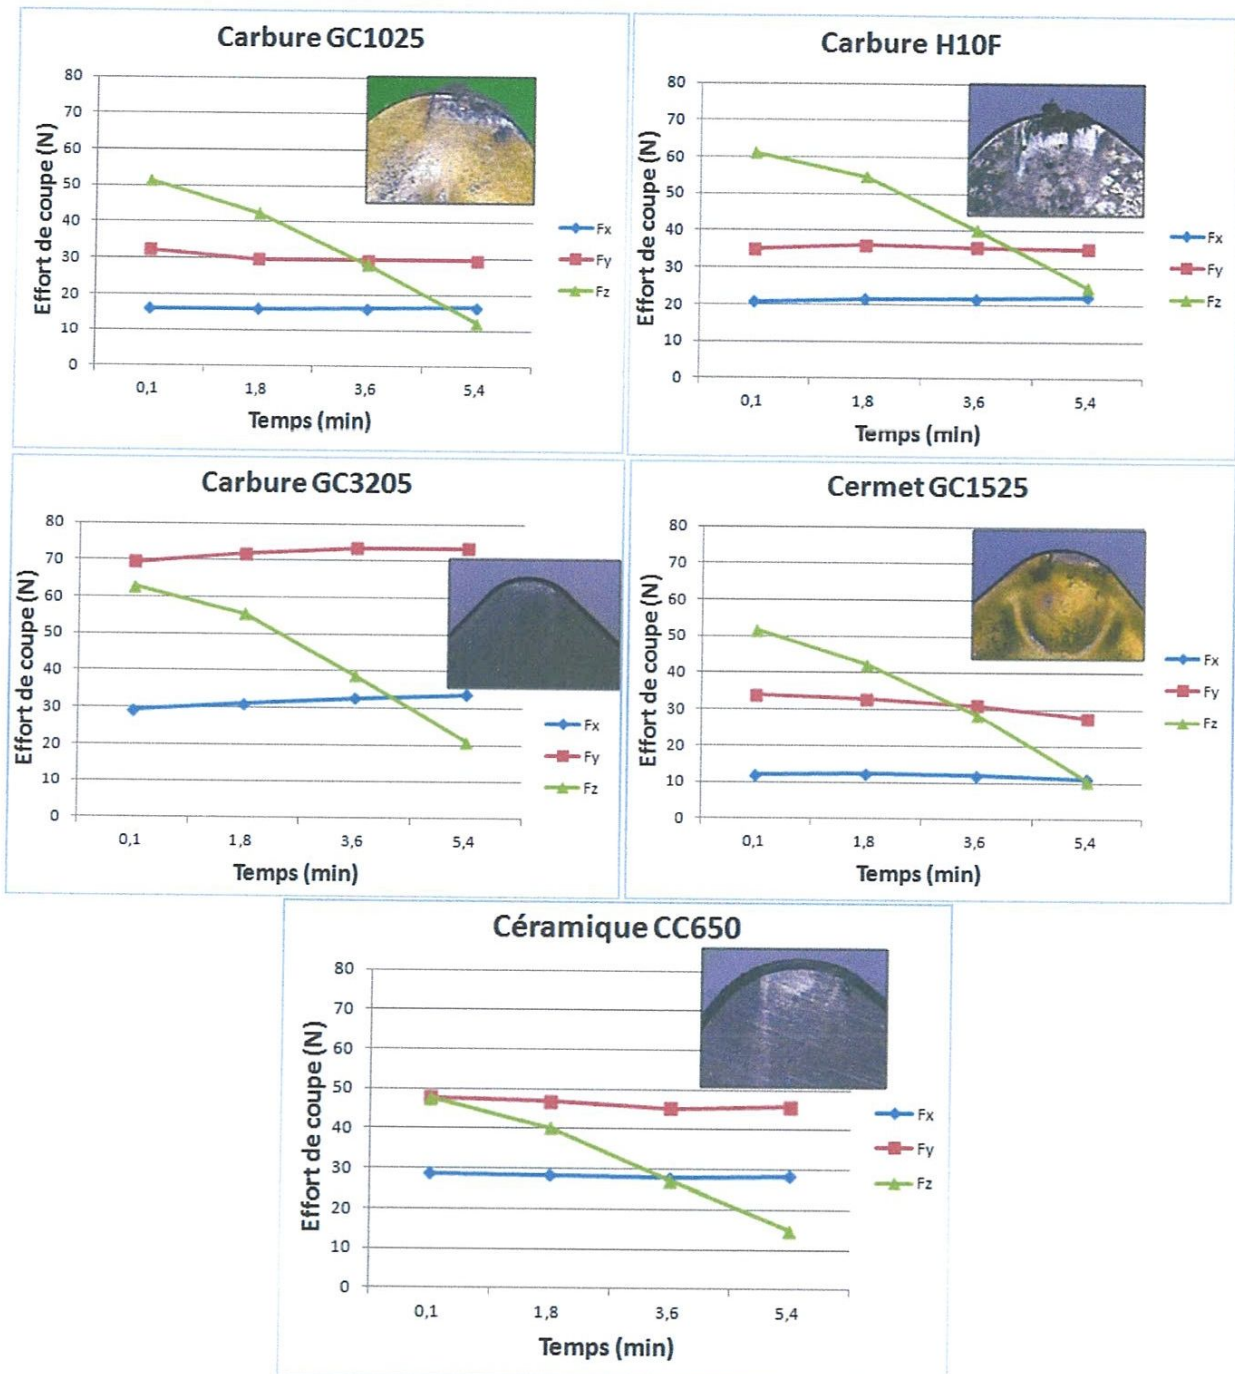 Carbure GC1025
Effort de coupe (N)
80
70
60
50
40
30
20
10
0
0,1 1,8 3,6 5,4
Temps (min)
Fx
Fy
Fz
Carbure H10F
Effort de coupe (N)
80
70
60
50
40
30
20
10
0
0,1 1,8 3,6 5,4
Temps (min)
Fx
Fy
Fz
Carbure GC3205
Effort de coupe (N)
80
70
60
50
40
30
20
10
0
0,1 1,8 3,6 5,4
Temps (min)
Fx
Fy
Fz
Cermet GC1525
Effort de coupe (N)
80
70
60
50
40
30
20
10
0
0,1 1,8 3,6 5,4
Temps (min)
Fx
Fy
Fz
Céramique CC650
Effort de coupe (N)
80
70
60
50
40
30
20
10
0
0,1 1,8 3,6 5,4
Temps (min)
Fx
Fy
Fz